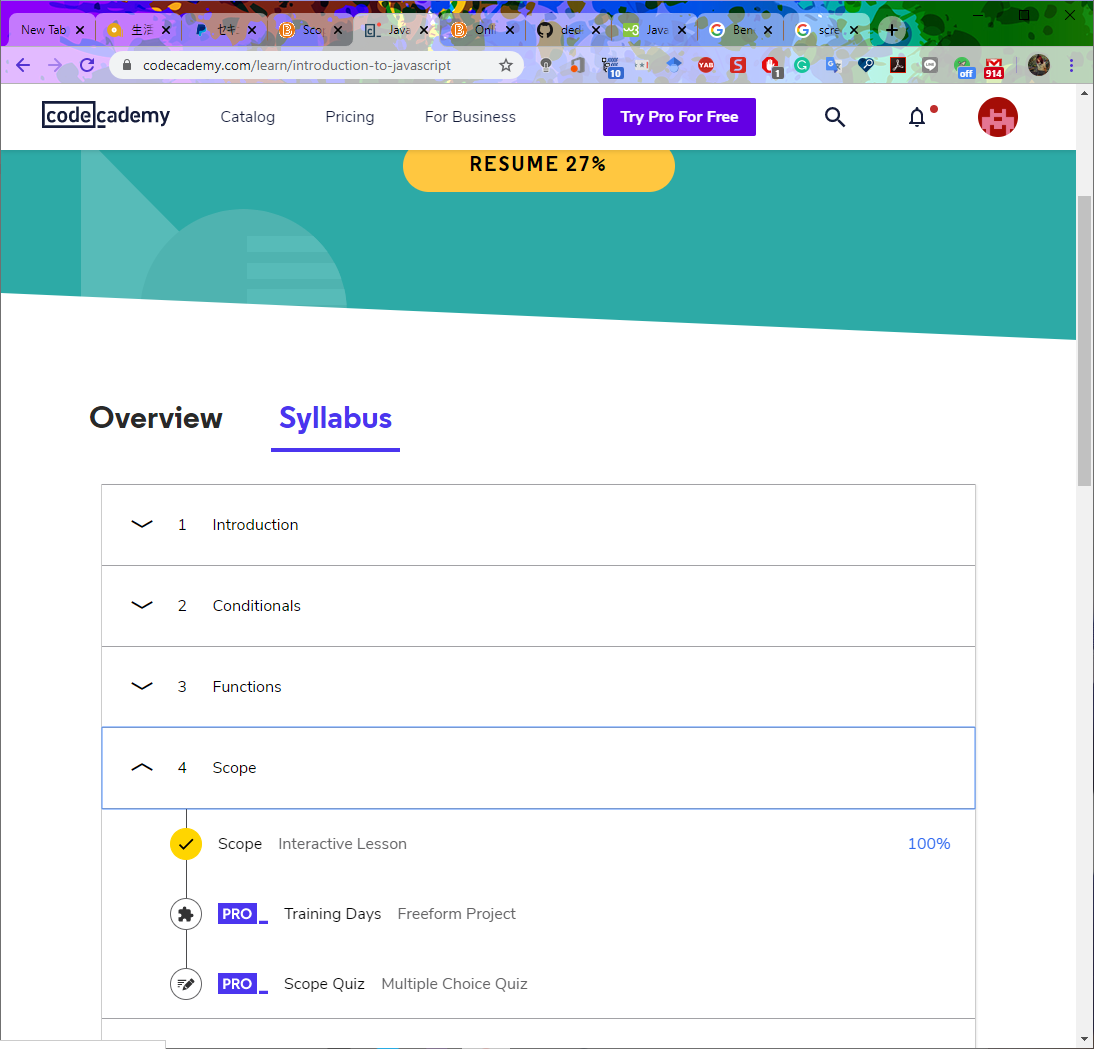 New Tab 生活 ゼキ Scop Java Onli ded Java Ben scre
codecademy.com/learn/introduction-to-javascript
10 YAB S 1 G off 914
codecademy Catalog Pricing For Business Try Pro For Free
RESUME 27%
Overview Syllabus
1 Introduction
2 Conditionals
3 Functions
4 Scope
Scope Interactive Lesson 100%
PRO Training Days Freeform Project
PRO Scope Quiz Multiple Choice Quiz